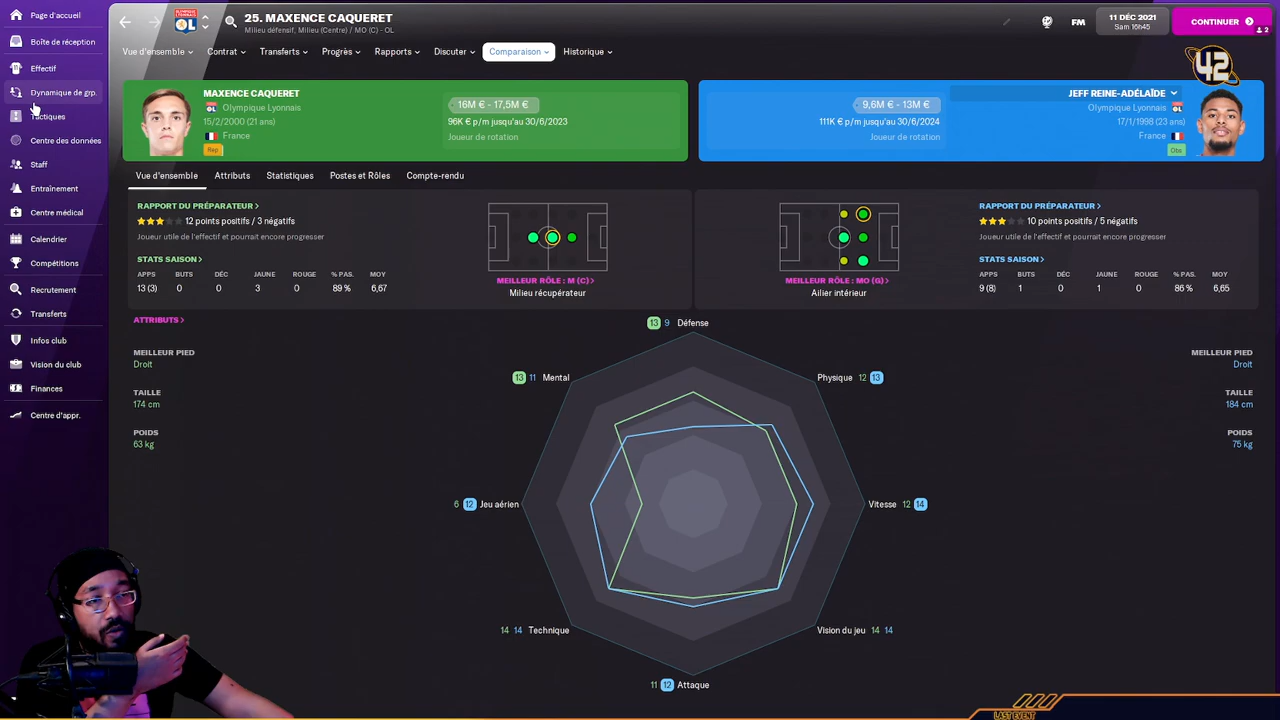 Page d'accueil
Boîte de réception
Effectif
Dynamique de grp.
Tactiques
Centre des données
Staff
Entraînement
Centre médical
Calendrier
Compétitions
Recrutement
Transferts
Infos club
Vision du club
Finances
Centre d'appr.
OL
25. MAXENCE CAQUERET
Milieu défensif, Milieu (Centre) / MO (C) - OL
FM
11 DÉC 2021
Sam 16h45
CONTINUER
2
Vue d'ensemble
Contrat
Transferts
Progrès
Rapports
Discuter
Comparaison
Historique
42
MAXENCE CAQUERET
Olympique Lyonnais
15/2/2000 (21 ans)
France
Rep
16M € - 17,5M €
96K € p/m jusqu'au 30/6/2023
Joueur de rotation
9,6M € - 13M €
111K € p/m jusqu'au 30/6/2024
Joueur de rotation
JEFF REINE-ADÉLAÏDE
Olympique Lyonnais
17/1/1998 (23 ans)
France
Obs
Vue d'ensemble
Attributs
Statistiques
Postes et Rôles
Compte-rendu
RAPPORT DU PRÉPARATEUR >
12 points positifs / 3 négatifs
Joueur utile de l'effectif et pourrait encore progresser
STATS SAISON >
APPS BUTS DÉC JAUNE ROUGE % PAS. MOY
13 (3) 0 0 3 0 89 % 6,67
MEILLEUR RÔLE : M (C) >
Milieu récupérateur
MEILLEUR RÔLE : MO (G) >
Ailier intérieur
RAPPORT DU PRÉPARATEUR >
10 points positifs / 5 négatifs
Joueur utile de l'effectif et pourrait encore progresser
STATS SAISON >
APPS BUTS DÉC JAUNE ROUGE % PAS. MOY
9 (8) 1 0 1 0 86 % 6,65
ATTRIBUTS >
MEILLEUR PIED
Droit
TAILLE
174 cm
POIDS
63 kg
13 9 Défense
13 11 Mental
Physique 12 13
6 12 Jeu aérien
Vitesse 12 14
14 14 Technique
Vision du jeu 14 14
11 12 Attaque
MEILLEUR PIED
Droit
TAILLE
184 cm
POIDS
75 kg
LAST EVENT